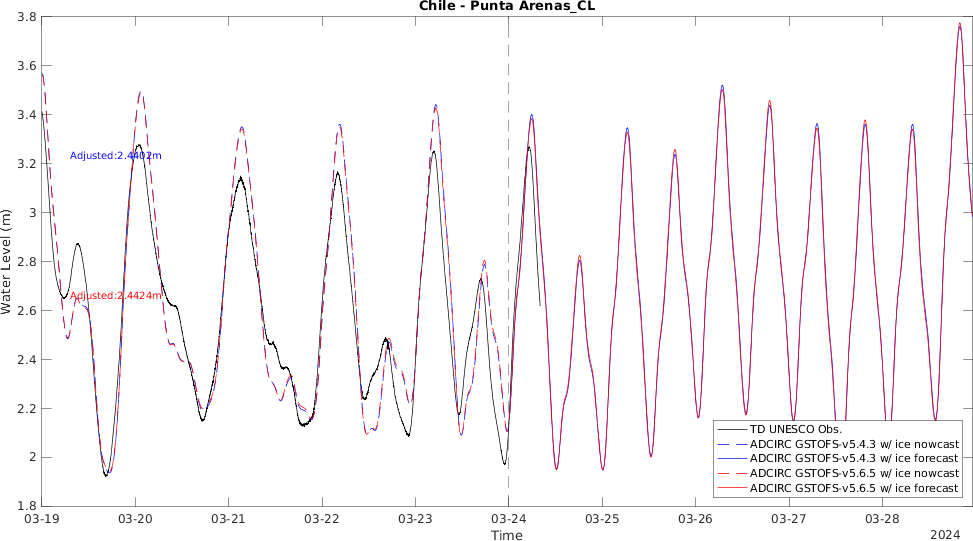 Chile - Punta Arenas_CL
3.8
3.6
3.4
3.2
3
2.8
2.6
2.4
2.2
2
1.8
Water Level (m)
Adjusted:2.4402m
Adjusted:2.4424m
TD UNESCO Obs.
ADCIRC GSTOFS-v5.4.3 w/ ice nowcast
ADCIRC GSTOFS-v5.4.3 w/ ice forecast
ADCIRC GSTOFS-v5.6.5 w/ ice nowcast
ADCIRC GSTOFS-v5.6.5 w/ ice forecast
03-19 03-20 03-21 03-22 03-23 03-24 03-25 03-26 03-27 03-28
Time
2024